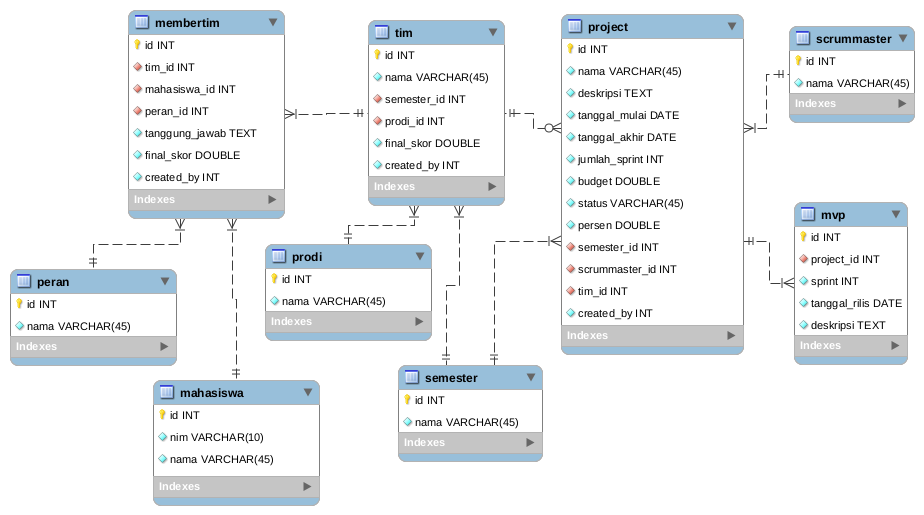 membertim
id INT
tim_id INT
mahasiswa_id INT
peran_id INT
tanggung_jawab TEXT
final_skor DOUBLE
created_by INT
Indexes
tim
id INT
nama VARCHAR(45)
semester_id INT
prodi_id INT
final_skor DOUBLE
created_by INT
Indexes
project
id INT
nama VARCHAR(45)
deskripsi TEXT
tanggal_mulai DATE
tanggal_akhir DATE
jumlah_sprint INT
budget DOUBLE
status VARCHAR(45)
persen DOUBLE
semester_id INT
scrummaster_id INT
tim_id INT
created_by INT
Indexes
scrummaster
id INT
nama VARCHAR(45)
Indexes
mvp
id INT
project_id INT
sprint INT
tanggal_rilis DATE
deskripsi TEXT
Indexes
peran
id INT
nama VARCHAR(45)
Indexes
prodi
id INT
nama VARCHAR(45)
Indexes
mahasiswa
id INT
nim VARCHAR(10)
nama VARCHAR(45)
Indexes
semester
id INT
nama VARCHAR(45)
Indexes